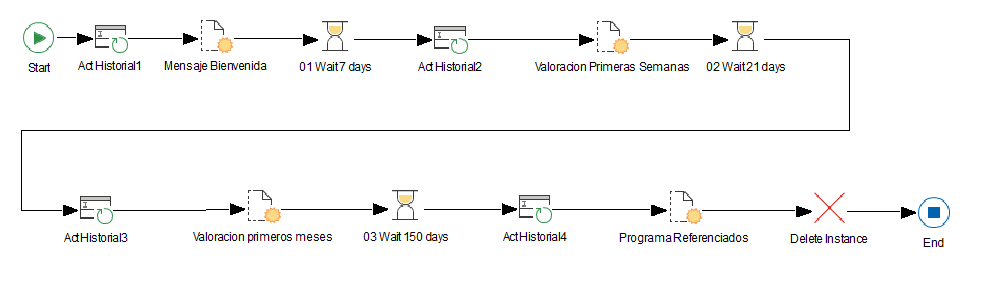 Start
ActHistorial1
Mensaje Bienvenida
01 Wait 7 days
ActHistorial2
Valoracion Primeras Semanas
02 Wait 21 days
ActHistorial3
Valoracion primeros meses
03 Wait 150 days
ActHistorial4
Programa Referenciados
Delete Instance
End